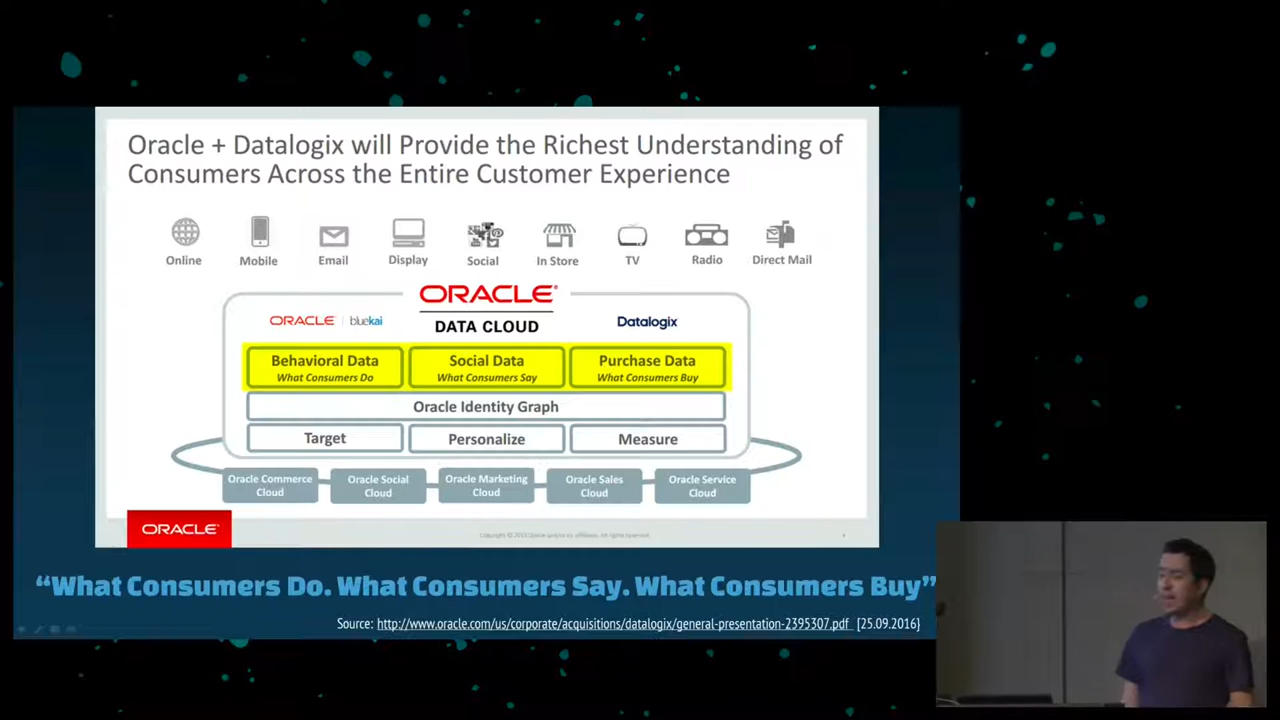 Oracle + Datalogix will Provide the Richest Understanding of
Consumers Across the Entire Customer Experience
Online Mobile Email Display Social In Store TV Radio Direct Mail
ORACLE
DATA CLOUD
ORACLE | bluekai
Datalogix
Behavioral Data Social Data Purchase Data
What Consumers Do What Consumers Say What Consumers Buy
Oracle Identity Graph
Target Personalize Measure
Oracle Commerce Cloud
Oracle Social Cloud
Oracle Marketing Cloud
Oracle Sales Cloud
Oracle Service Cloud
ORACLE
“What Consumers Do. What Consumers Say. What Consumers Buy”
Source: http://www.oracle.com/us/corporate/acquisitions/datalogix/general-presentation-2395307.pdf [25.09.2016]